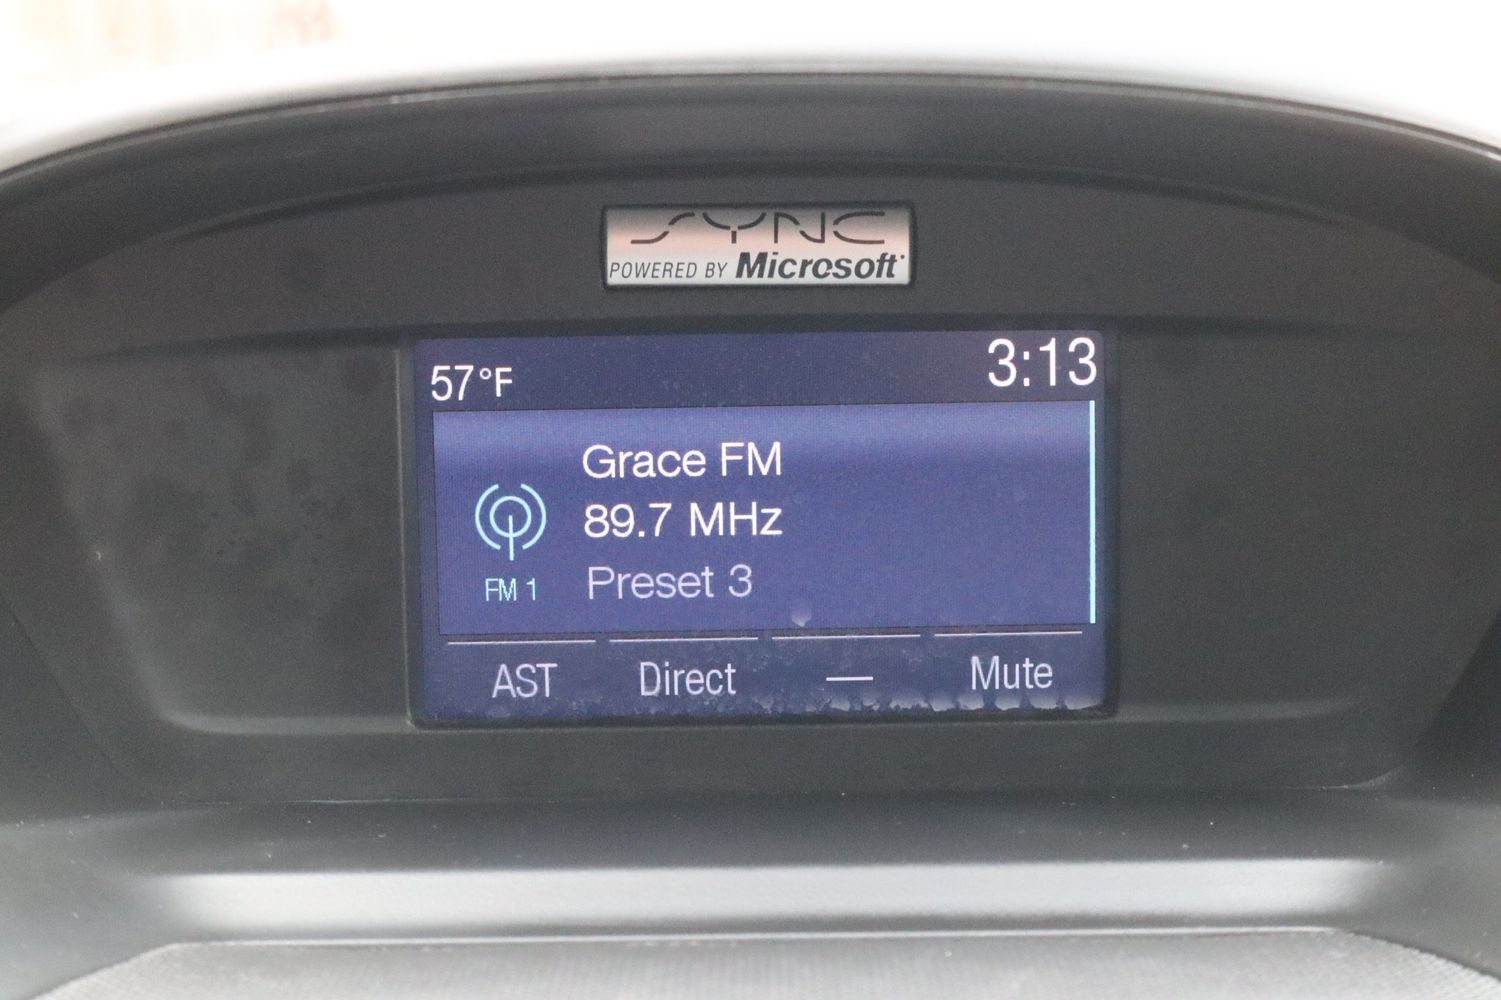 SYNC
POWERED BY Microsoft
57°F
3:13
Grace FM
89.7 MHz
FM 1
Preset 3
AST Direct — Mute